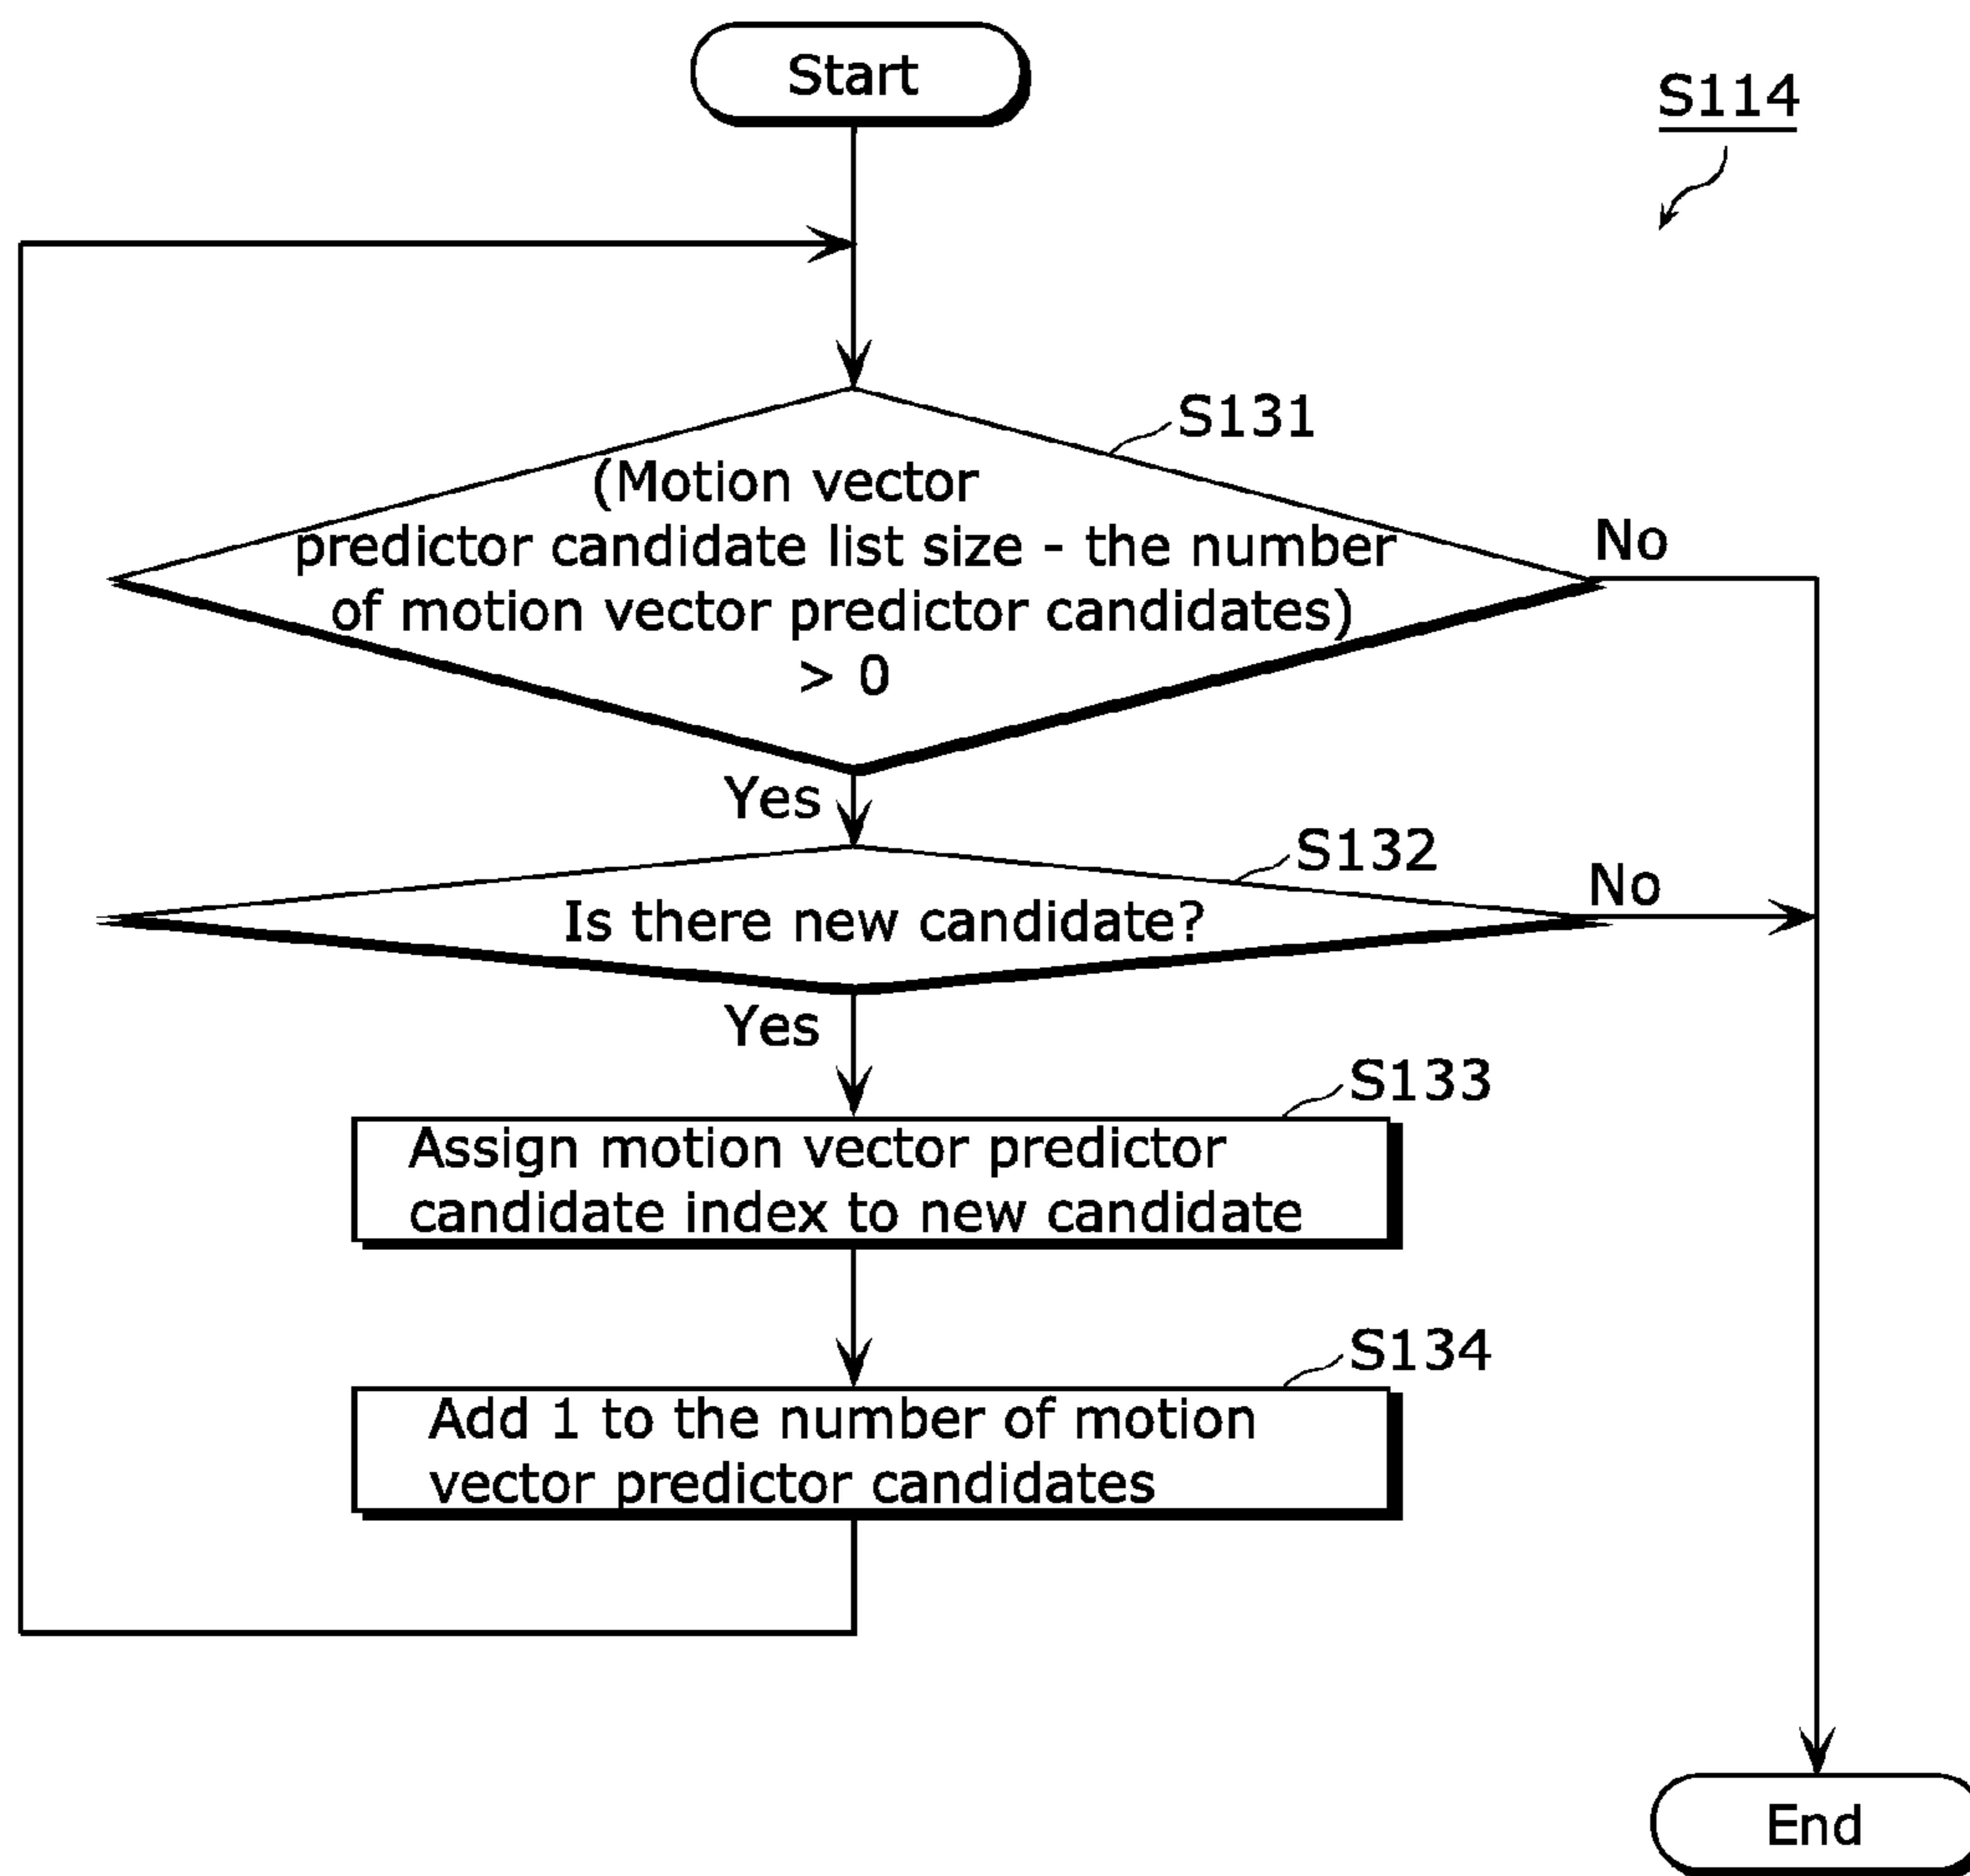 Start
S114
S131
(Motion vector
predictor candidate list size - the number
of motion vector predictor candidates)
> 0
No
Yes
S132
Is there new candidate?
No
Yes
S133
Assign motion vector predictor
candidate index to new candidate
S134
Add 1 to the number of motion
vector predictor candidates
End